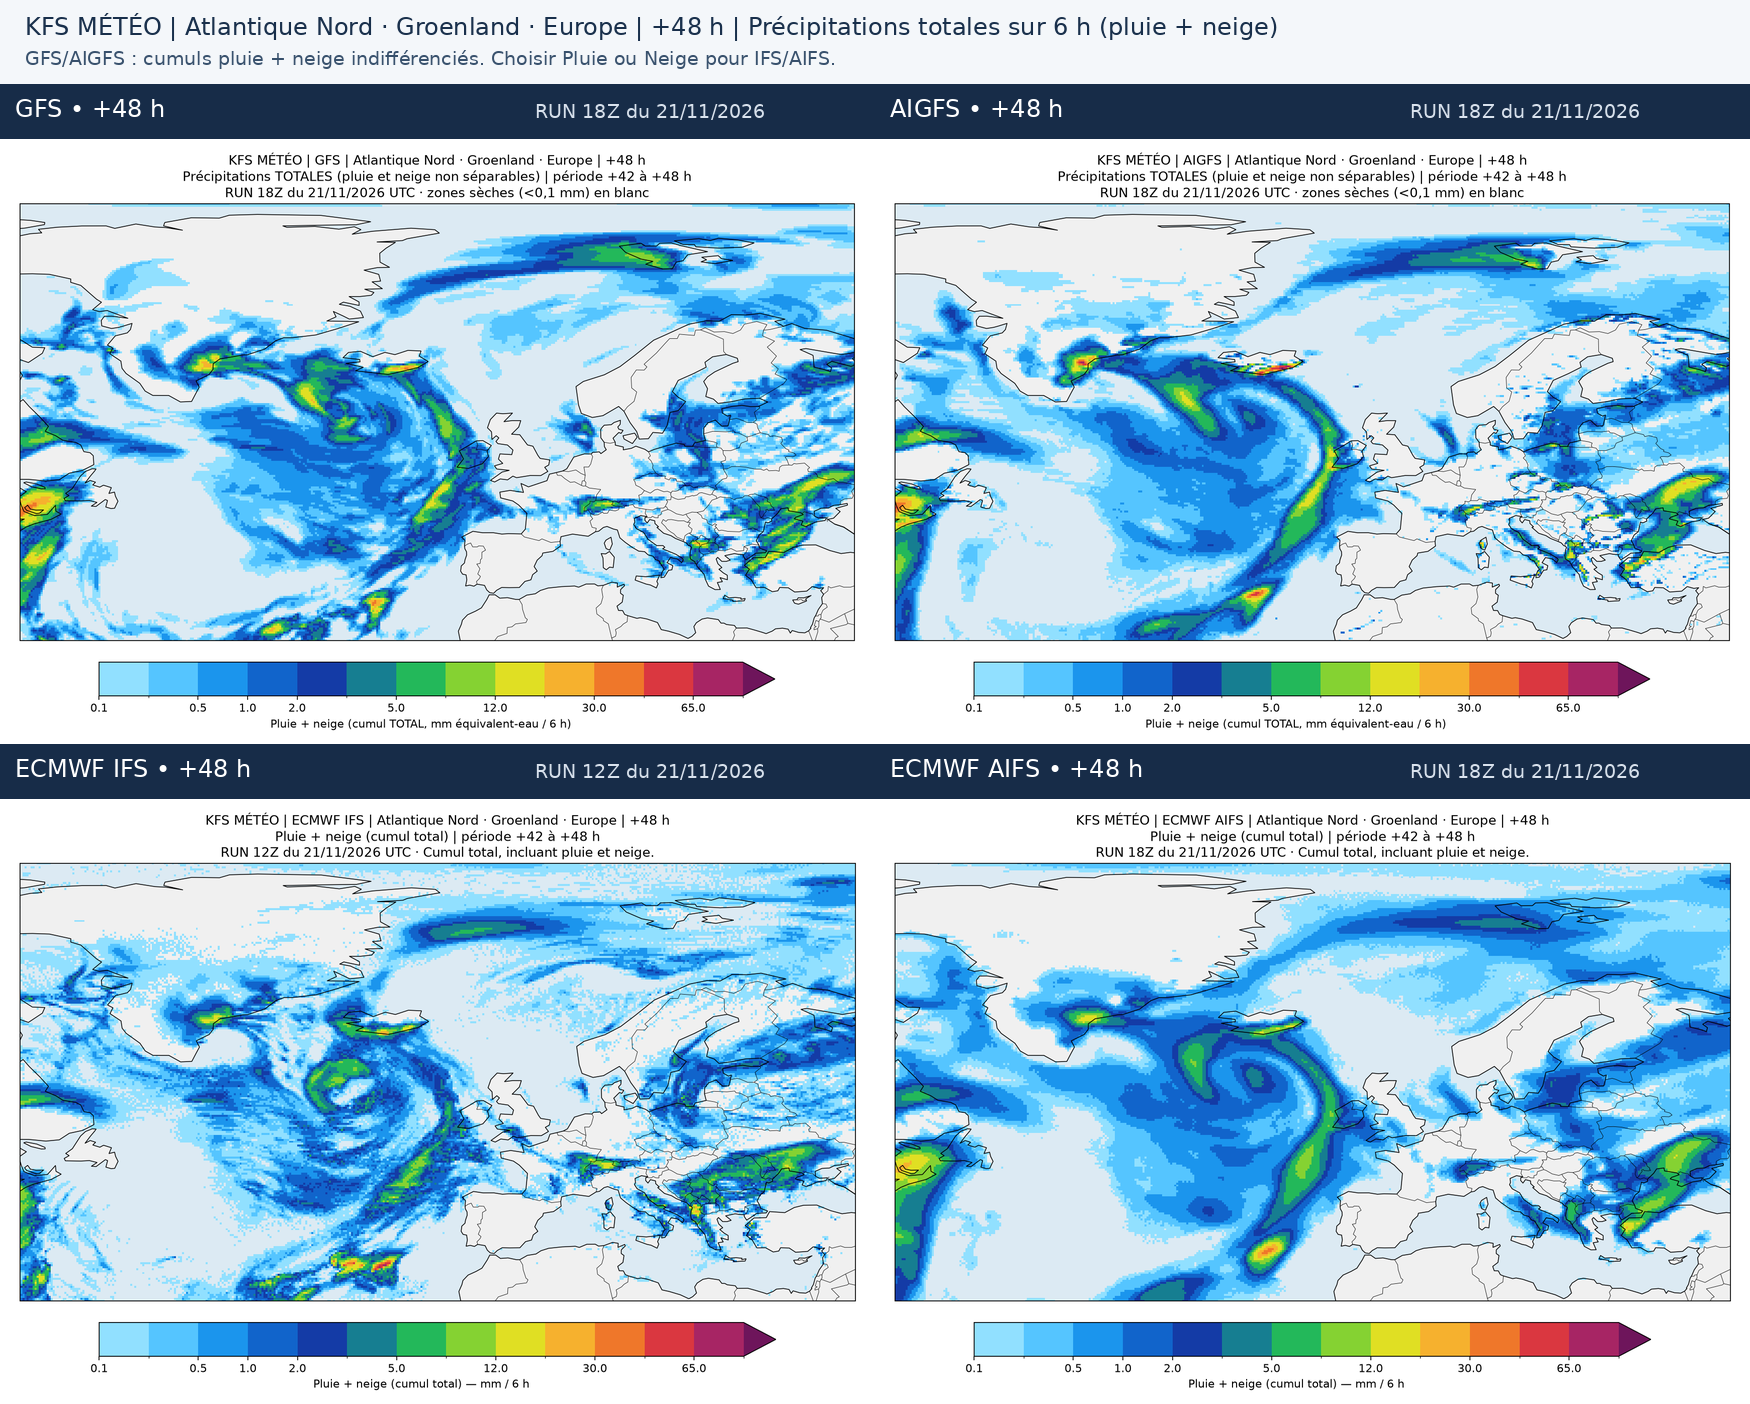 KFS MÉTÉO | Atlantique Nord · Groenland · Europe | +48 h | Précipitations totales sur 6 h (pluie + neige)
GFS/AIGFS : cumuls pluie + neige indifférenciés. Choisir Pluie ou Neige pour IFS/AIFS.
GFS • +48 h
RUN 18Z du 21/11/2026
AIGFS • +48 h
RUN 18Z du 21/11/2026
KFS MÉTÉO | GFS | Atlantique Nord · Groenland · Europe | +48 h
Précipitations TOTALES (pluie et neige non séparables) | période +42 à +48 h
RUN 18Z du 21/11/2026 UTC · zones sèches (<0,1 mm) en blanc
KFS MÉTÉO | AIGFS | Atlantique Nord · Groenland · Europe | +48 h
Précipitations TOTALES (pluie et neige non séparables) | période +42 à +48 h
RUN 18Z du 21/11/2026 UTC · zones sèches (<0,1 mm) en blanc
0.1 0.5 1.0 2.0 5.0 12.0 30.0 65.0
Pluie + neige (cumul TOTAL, mm équivalent-eau / 6 h)
0.1 0.5 1.0 2.0 5.0 12.0 30.0 65.0
Pluie + neige (cumul TOTAL, mm équivalent-eau / 6 h)
ECMWF IFS • +48 h
RUN 12Z du 21/11/2026
ECMWF AIFS • +48 h
RUN 18Z du 21/11/2026
KFS MÉTÉO | ECMWF IFS | Atlantique Nord · Groenland · Europe | +48 h
Pluie + neige (cumul total) | période +42 à +48 h
RUN 12Z du 21/11/2026 UTC · Cumul total, incluant pluie et neige.
KFS MÉTÉO | ECMWF AIFS | Atlantique Nord · Groenland · Europe | +48 h
Pluie + neige (cumul total) | période +42 à +48 h
RUN 18Z du 21/11/2026 UTC · Cumul total, incluant pluie et neige.
0.1 0.5 1.0 2.0 5.0 12.0 30.0 65.0
Pluie + neige (cumul total) — mm / 6 h
0.1 0.5 1.0 2.0 5.0 12.0 30.0 65.0
Pluie + neige (cumul total) — mm / 6 h